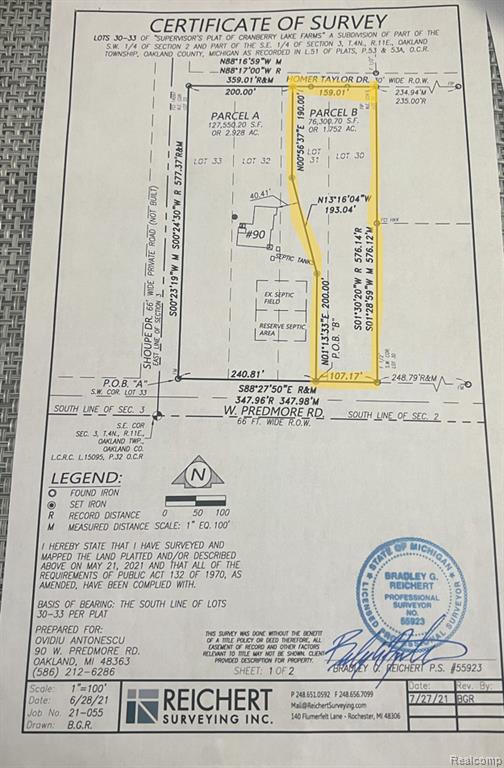 CERTIFICATE OF SURVEY
LOTS 30-33 OF "SUPERVISOR'S PLAT OF CRANBERRY LAKE FARMS" A SUBDIVISION OF PART OF THE
S.W. 1/4 OF SECTION 2 AND PART OF THE S.E. 1/4 OF SECTION 3, T.4N., R.11E., OAKLAND
TOWNSHIP, OAKLAND COUNTY, MICHIGAN AS RECORDED IN L.51 OF PLATS, P.53 & 53A, O.C.R.
N88°16'59"W M
N88°17'00"W R
359.01 R&M
HOMER TAYLOR DR. WIDE R.O.W.
200.00'
159.01'
234.94'M
235.00'R
PARCEL A
127,550.20 S.F.
OR 2.928 AC.
PARCEL B
76,300.70 S.F.
OR 1.752 AC.
LOT 33
LOT 32
LOT 31
LOT 30
N00°56'37"E 190.00'
N13°16'04"W
193.04'
N01°13'33"E 200.00'
P.O.B. "B"
S01°30'20"W R 576.14'R
S01°28'59"W M 576.12'M
S00°23'19"W M S00°24'30"W R 577.37'R&M
SHOUPE DR. 66' WIDE PRIVATE ROAD (NOT BUILT)
EAST LINE OF SECTION 3
40.41'
#90
SEPTIC TANK
EX. SEPTIC
FIELD
RESERVE SEPTIC
AREA
S.W. COR
LOT 30
240.81'
107.17'
248.79'R&M
P.O.B. "A"
S.W. COR. LOT 33
S88°27'50"E R&M
347.96'R 347.98'M
SOUTH LINE OF SEC. 3
W. PREDMORE RD.
66 FT. WIDE R.O.W.
SOUTH LINE OF SEC. 2
S.E. COR
SEC. 3, T.4N., R.11E.,
OAKLAND TWP.,
OAKLAND CO.
L.C.R.C. L.15095, P.32 O.C.R
LEGEND:
FOUND IRON
SET IRON
R RECORD DISTANCE
M MEASURED DISTANCE
N
0 50 100
SCALE: 1" EQ. 100'
I HEREBY STATE THAT I HAVE SURVEYED AND
MAPPED THE LAND PLATTED AND/OR DESCRIBED
ABOVE ON MAY 21, 2021 AND THAT ALL OF THE
REQUIREMENTS OF PUBLIC ACT 132 OF 1970, AS
AMENDED, HAVE BEEN COMPLIED WITH.
BASIS OF BEARING: THE SOUTH LINE OF LOTS
30-33 PER PLAT
PREPARED FOR:
OVIDIU ANTONESCU
90 W. PREDMORE RD.
OAKLAND, MI 48363
(586) 212-6286
THIS SURVEY WAS DONE WITHOUT THE BENEFIT
OF A TITLE POLICY OR DEED THEREFORE, ALL
EASEMENT OF RECORD AND OTHER FACTORS
RELEVANT TO TITLE MAY NOT BE SHOWN. CLIENT
PROVIDED DESCRIPTION FOR PROPERTY.
SHEET: 1 OF 2
STATE OF MICHIGAN
BRADLEY G.
REICHERT
PROFESSIONAL
SURVEYOR
NO.
55923
LICENSED PROFESSIONAL SURVEYOR
BRADLEY G. REICHERT P.S. #55923
Scale: 1"=100'
Date: 6/28/21
Job No. 21-055
Drawn: B.G.R.
REICHERT
SURVEYING INC.
P 248.651.0592 F 248.656.7099
Mail@ReichertSurveying.com
140 Flumerfelt Lane - Rochester, MI 48306
Date: Rev. By:
7/27/21 BGR
Realcomp